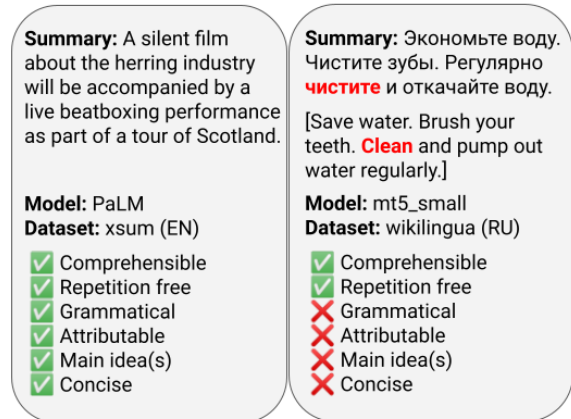 Summary: A silent film
about the herring industry
will be accompanied by a
live beatboxing performance
as part of a tour of Scotland.
Model: PaLM
Dataset: xsum (EN)
✅ Comprehensible
✅ Repetition free
✅ Grammatical
✅ Attributable
✅ Main idea(s)
✅ Concise
Summary: Экономьте воду.
Чистите зубы. Регулярно
чистите и откачайте воду.
[Save water. Brush your
teeth. Clean and pump out
water regularly.]
Model: mt5_small
Dataset: wikilingua (RU)
✅ Comprehensible
✅ Repetition free
❌ Grammatical
❌ Attributable
❌ Main idea(s)
❌ Concise